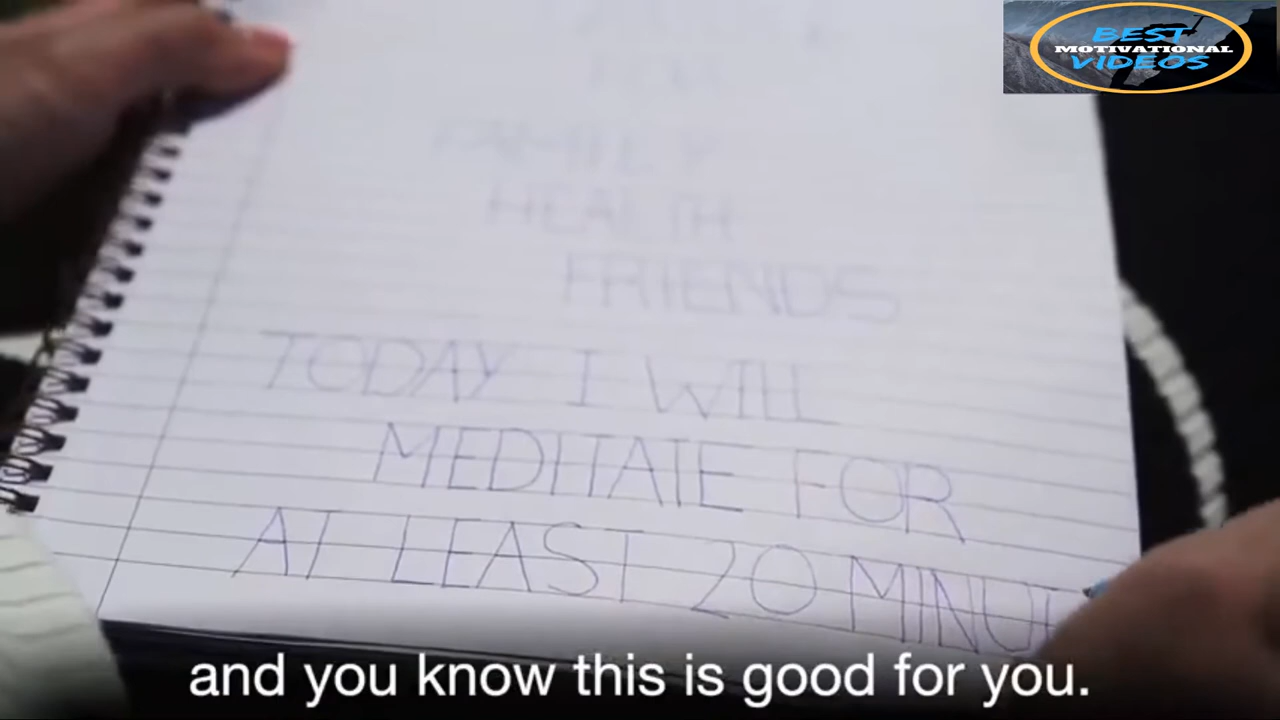 BEST
MOTIVATIONAL
VIDEOS
FAMILY
HEALTH
FRIENDS
TODAY I WILL
MEDITATE FOR
AT LEAST 20 MINU
and you know this is good for you.